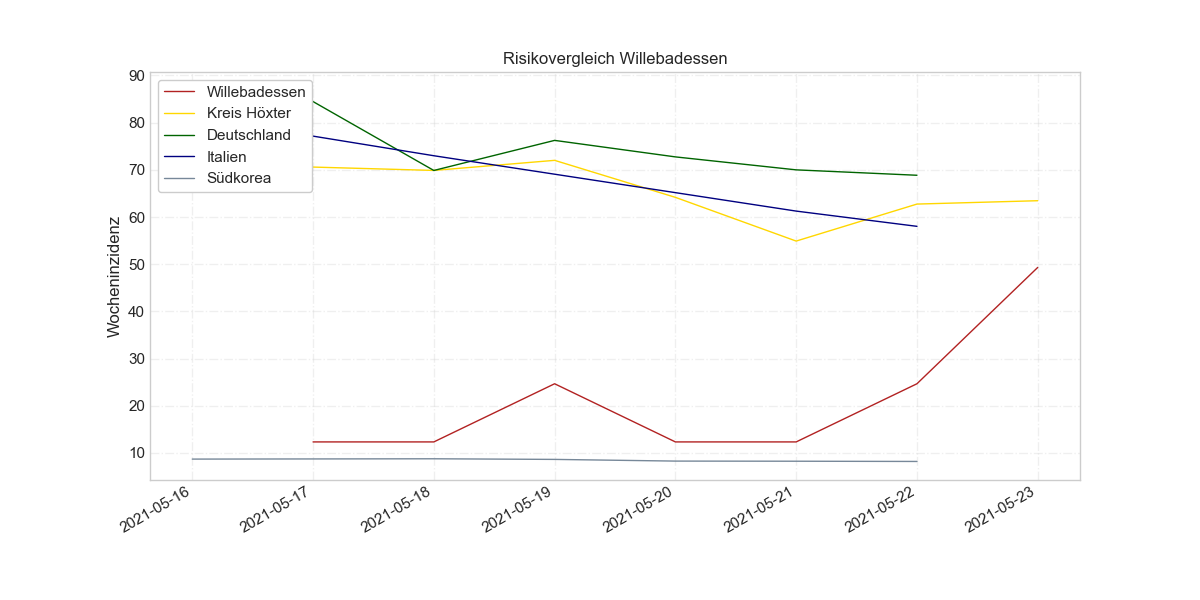 Risikovergleich Willebadessen
Wocheninzidenz
90
80
70
60
50
40
30
20
10
Willebadessen
Kreis Höxter
Deutschland
Italien
Südkorea
2021-05-16
2021-05-17
2021-05-18
2021-05-19
2021-05-20
2021-05-21
2021-05-22
2021-05-23